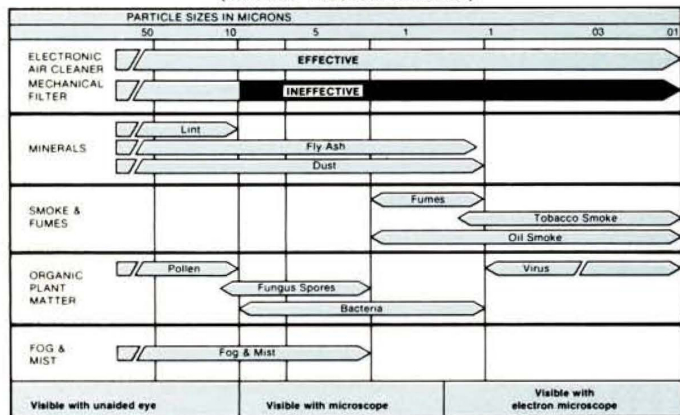 PARTICLE SIZES IN MICRONS
50 10 5 1 1 03 01
ELECTRONIC
AIR CLEANER
EFFECTIVE
MECHANICAL
FILTER
INEFFECTIVE
MINERALS
Lint
Fly Ash
Dust
SMOKE &
FUMES
Fumes
Tobacco Smoke
Oil Smoke
ORGANIC
PLANT
MATTER
Pollen
Virus
Fungus Spores
Bacteria
FOG &
MIST
Fog & Mist
Visible with unaided eye
Visible with microscope
Visible with
electron microscope